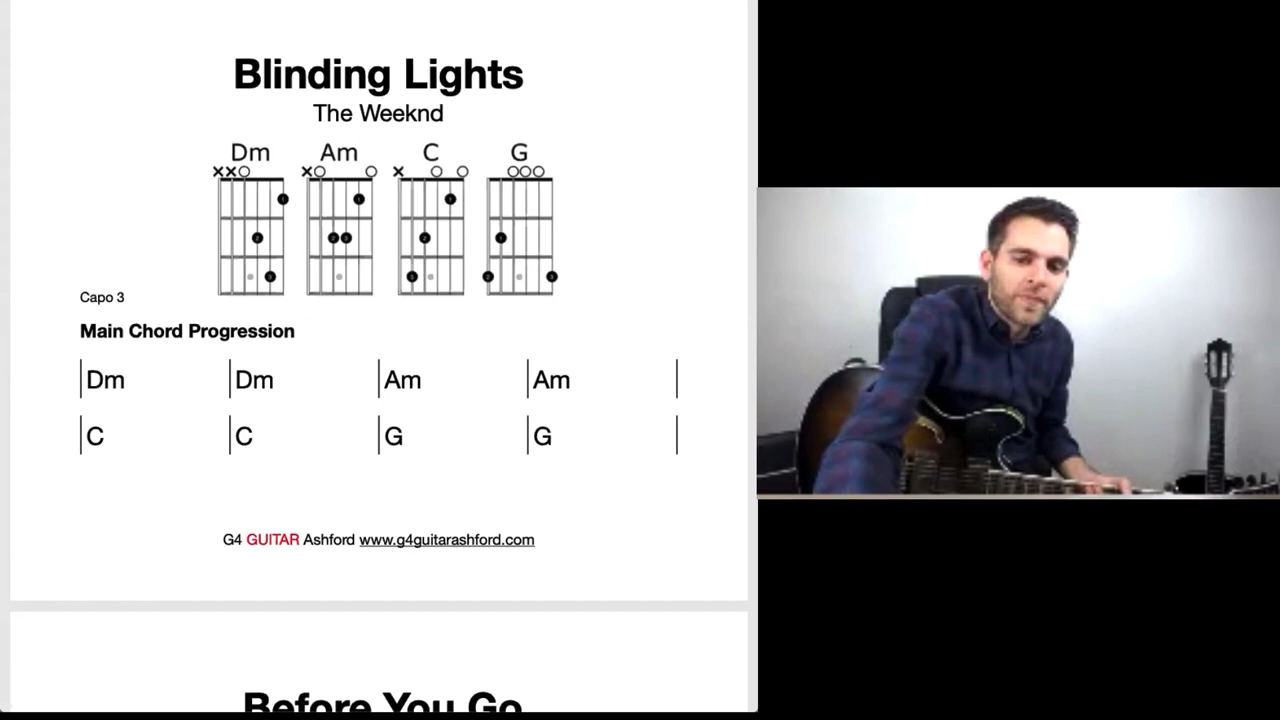 Blinding Lights
The Weeknd
Dm Am C G
Capo 3
Main Chord Progression
Dm Dm Am Am
C C G G
G4 GUITAR Ashford www.g4guitarashford.com
Before You Go